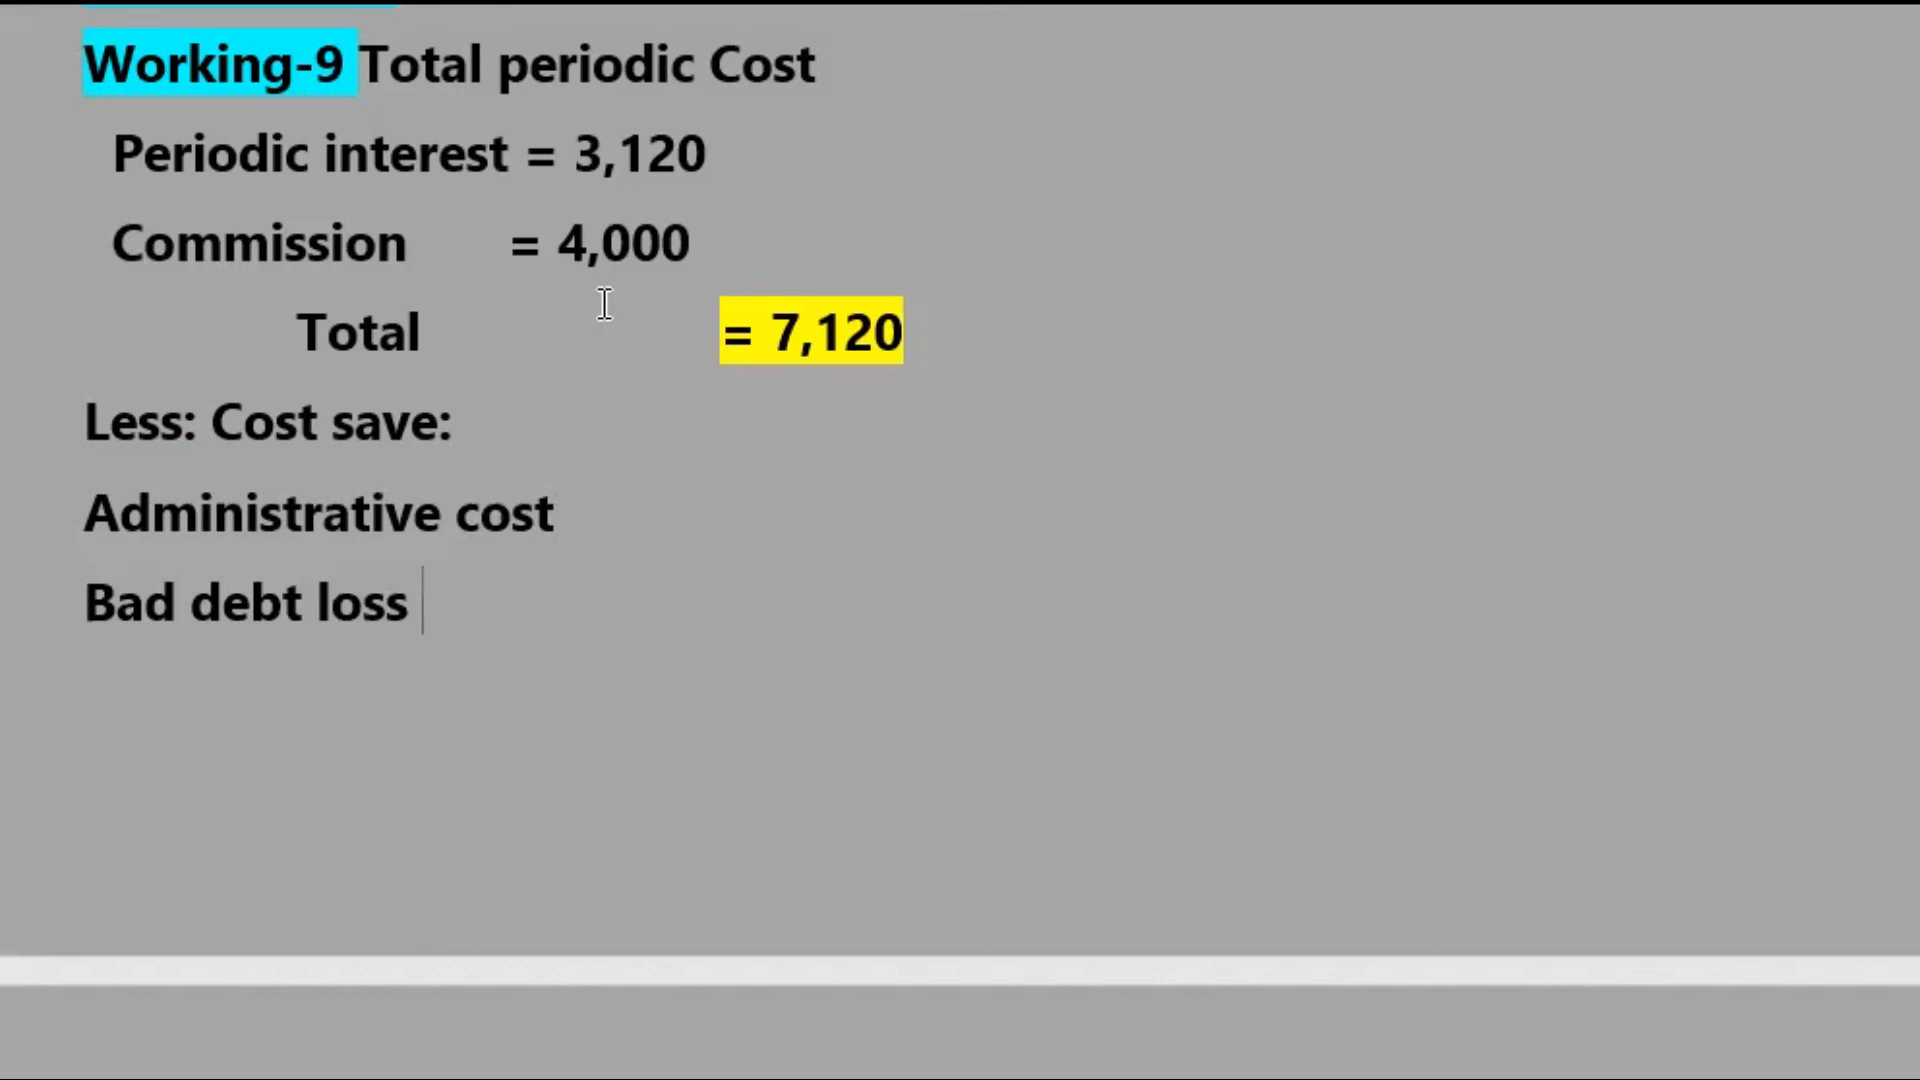 Working-9 Total periodic Cost
Periodic interest = 3,120
Commission = 4,000
Total = 7,120
Less: Cost save:
Administrative cost
Bad debt loss